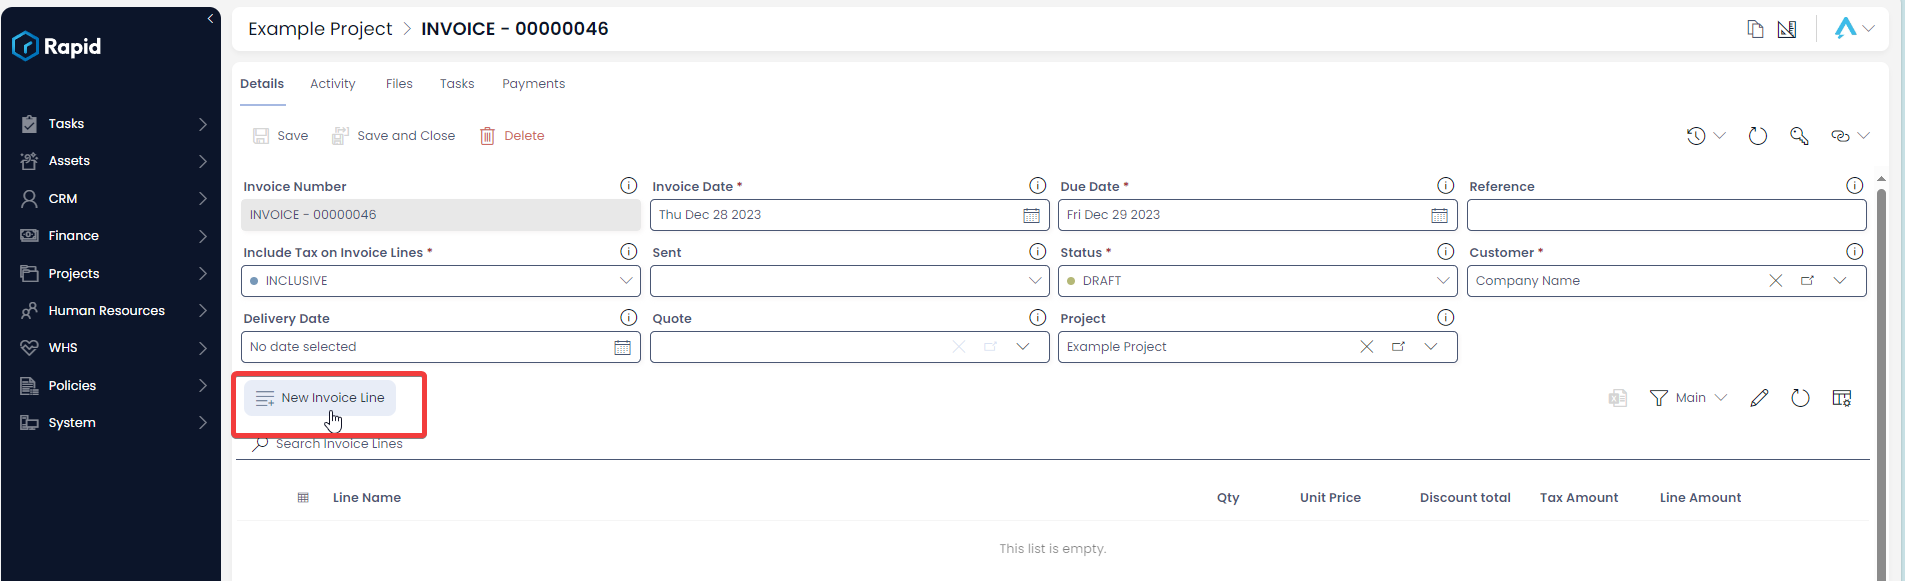 Rapid
Tasks
Assets
CRM
Finance
Projects
Human Resources
WHS
Policies
System
Example Project > INVOICE - 00000046
Details Activity Files Tasks Payments
Save Save and Close Delete
Invoice Number Invoice Date * Due Date * Reference
INVOICE - 00000046 Thu Dec 28 2023 Fri Dec 29 2023
Include Tax on Invoice Lines * Sent Status * Customer *
INCLUSIVE DRAFT Company Name
Delivery Date Quote Project
No date selected Example Project
New Invoice Line Main
Search Invoice Lines
Line Name Qty Unit Price Discount total Tax Amount Line Amount
This list is empty.